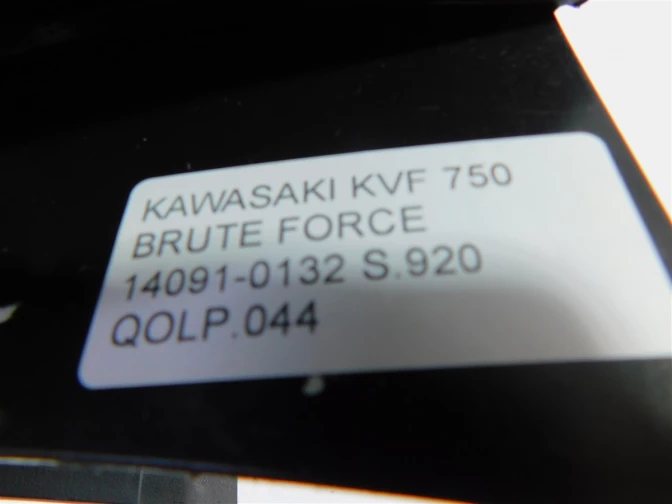 KAWASAKI KVF 750
BRUTE FORCE
14091-0132 S.920
QOLP.044